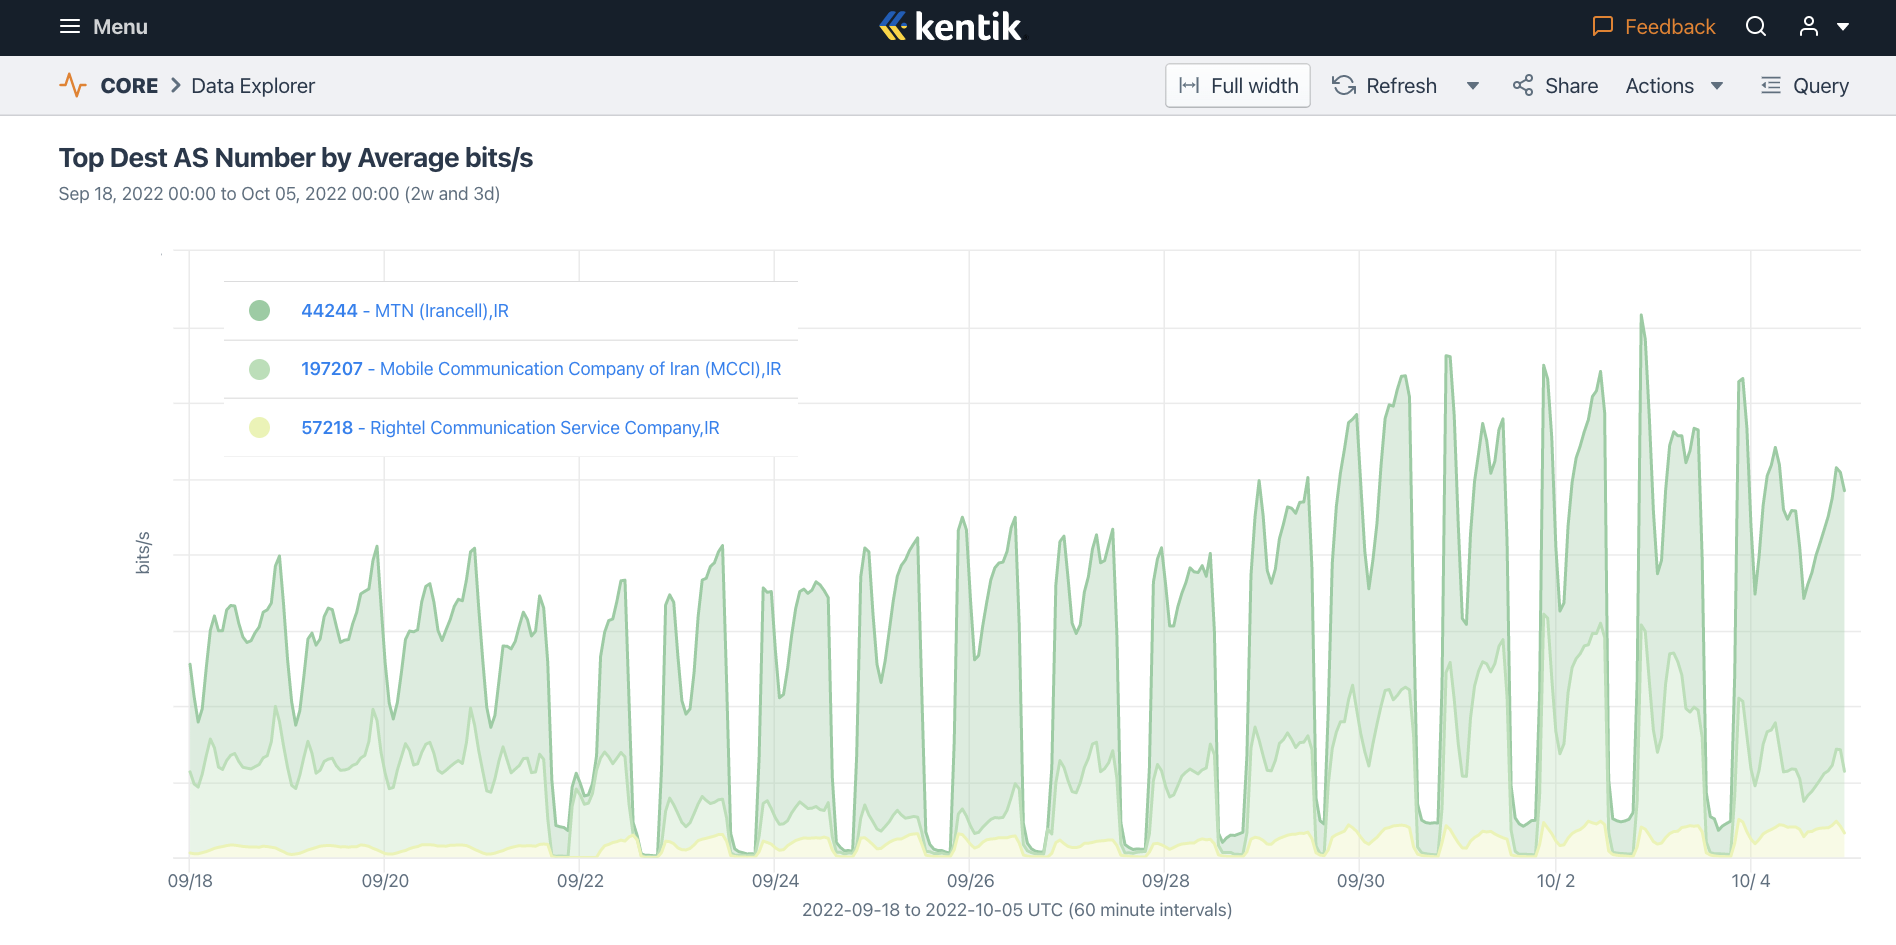 Menu
kentik
Feedback
CORE > Data Explorer
Full width
Refresh
Share
Actions
Query
Top Dest AS Number by Average bits/s
Sep 18, 2022 00:00 to Oct 05, 2022 00:00 (2w and 3d)
44244 - MTN (Irancell),IR
197207 - Mobile Communication Company of Iran (MCCI),IR
57218 - Rightel Communication Service Company,IR
bits/s
09/18 09/20 09/22 09/24 09/26 09/28 09/30 10/ 2 10/ 4
2022-09-18 to 2022-10-05 UTC (60 minute intervals)